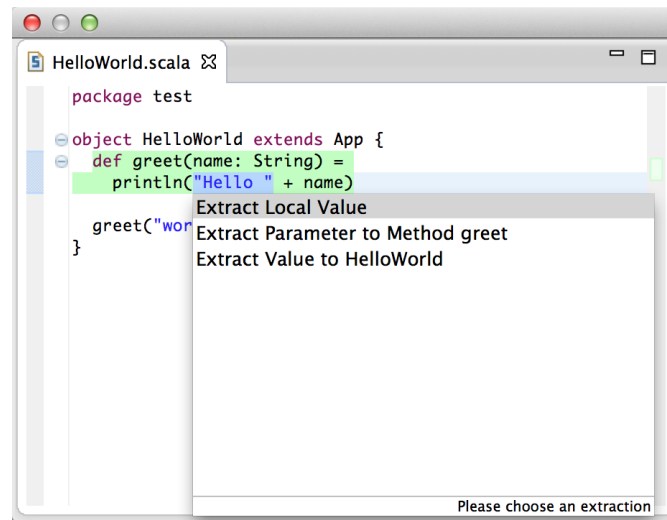 HelloWorld.scala
package test
object HelloWorld extends App {
def greet(name: String) =
println("Hello " + name)
greet("wor
}
Extract Local Value
Extract Parameter to Method greet
Extract Value to HelloWorld
Please choose an extraction